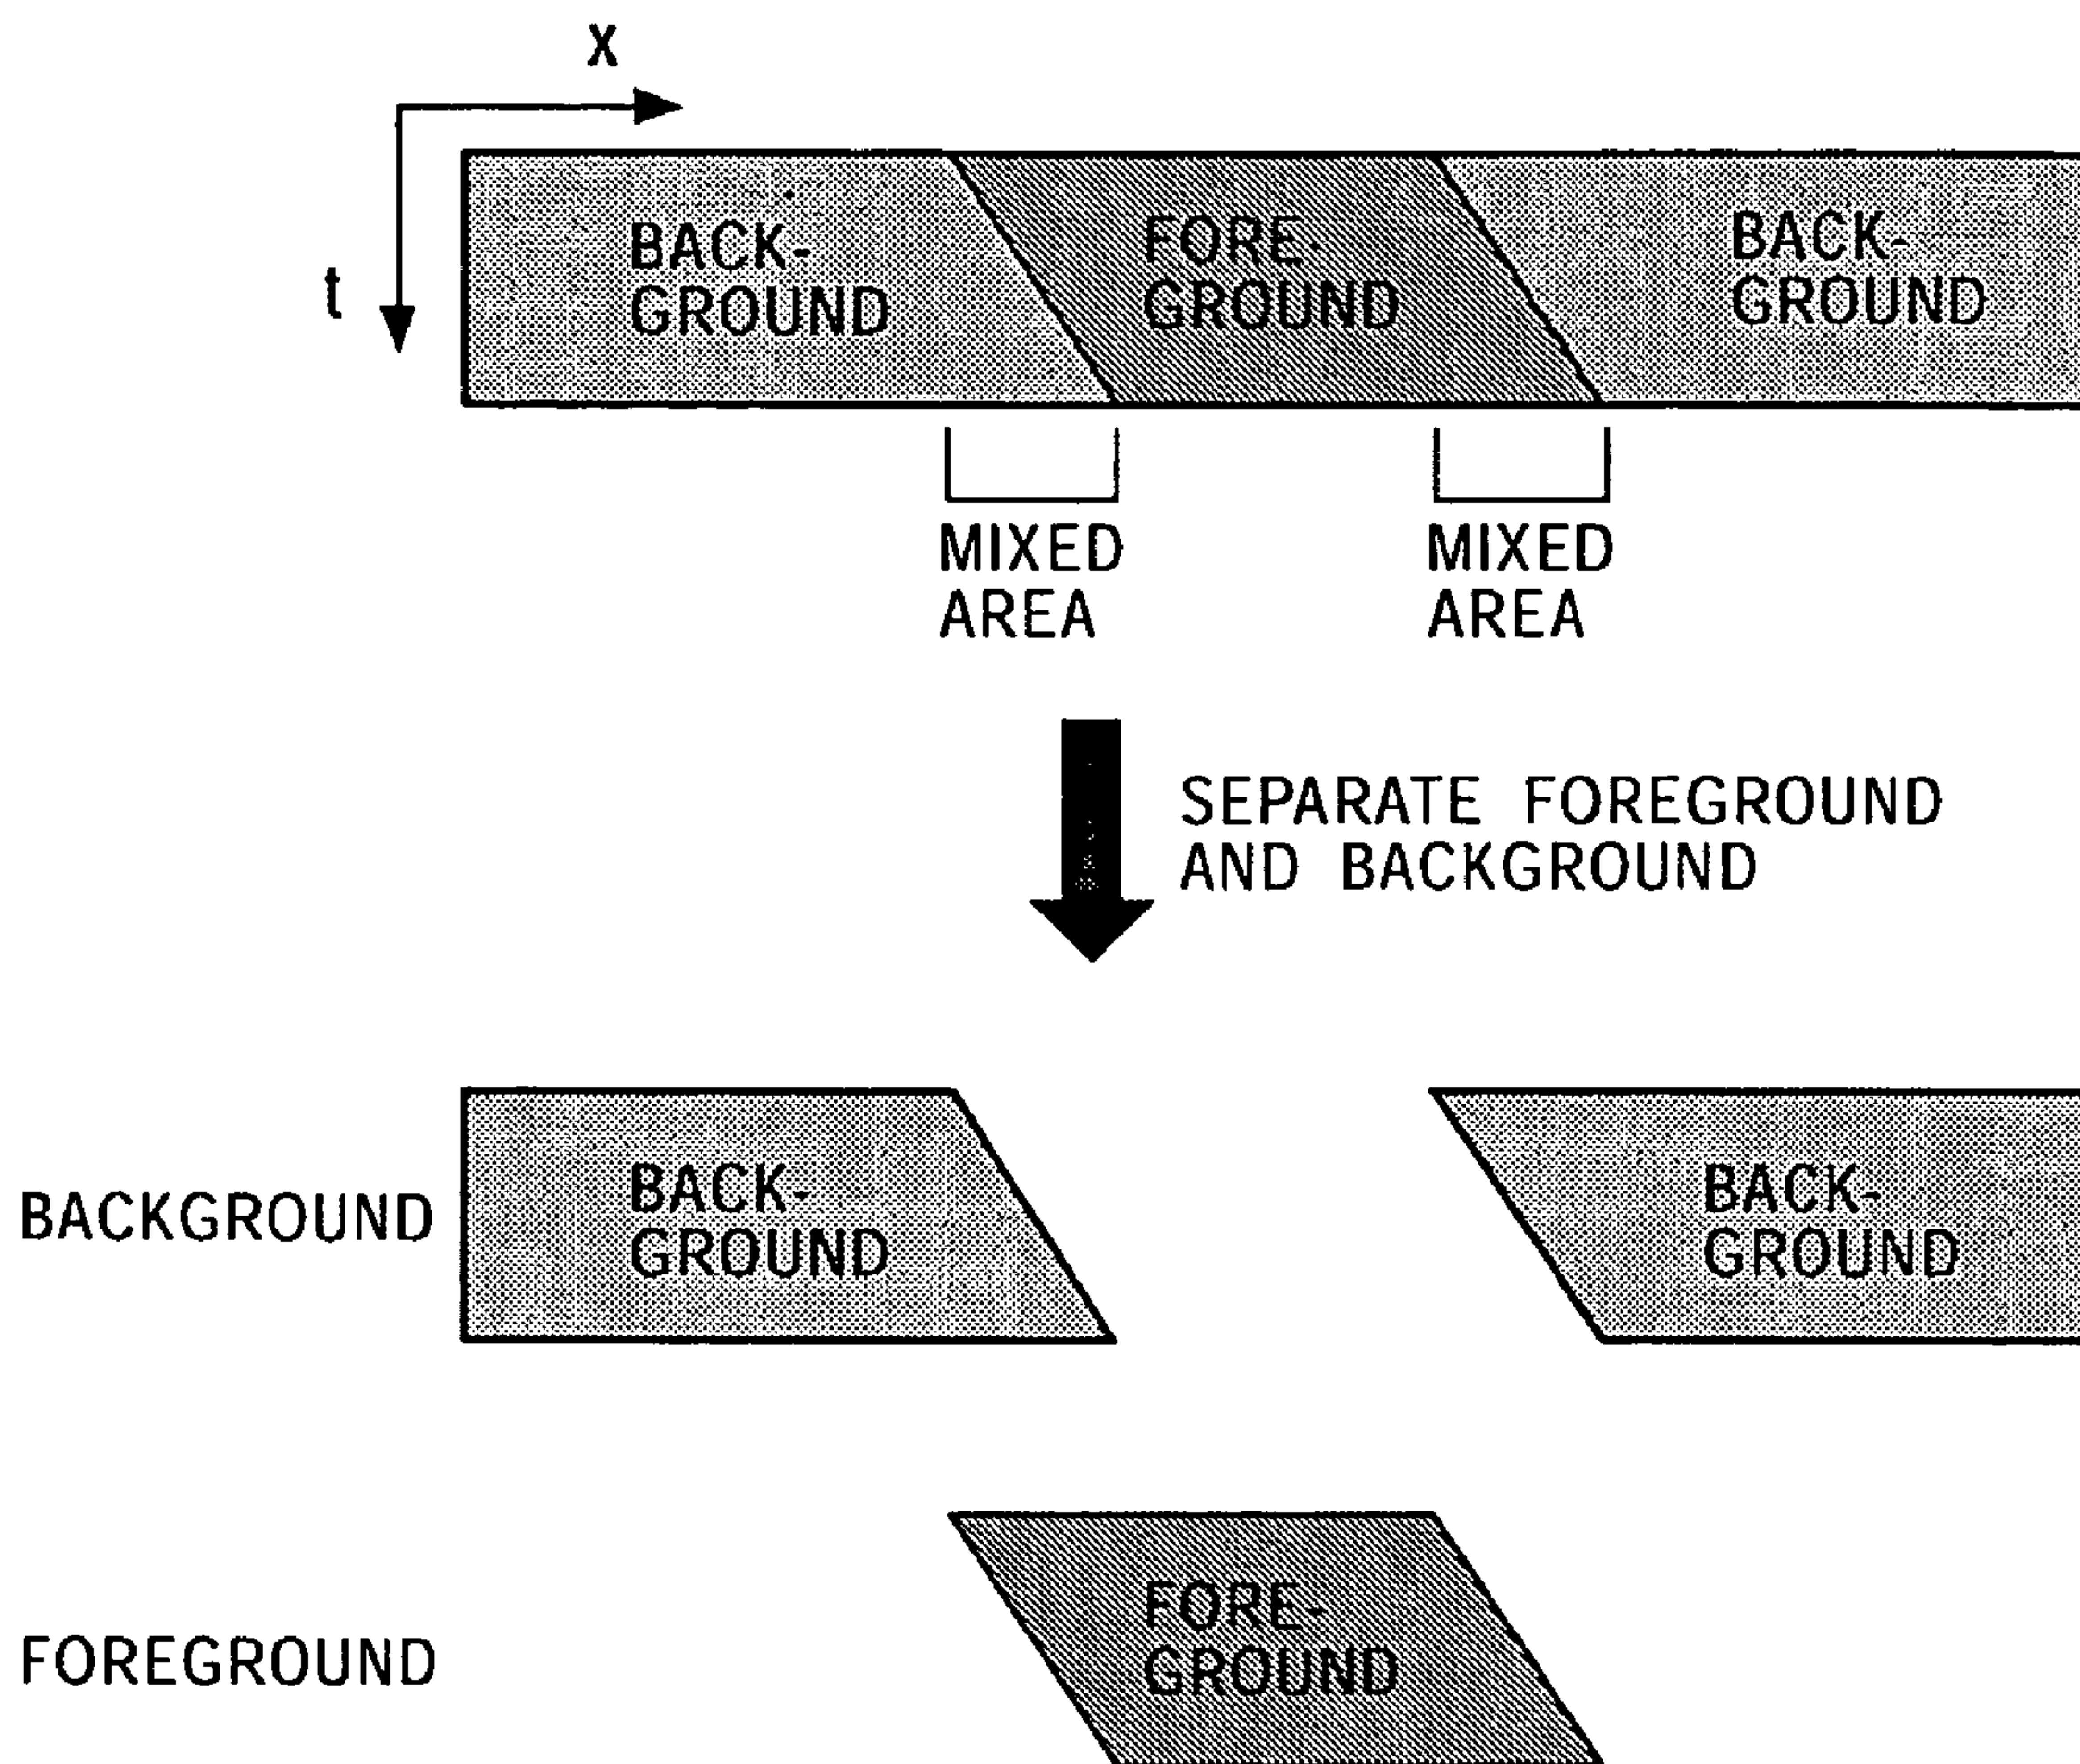 X
t
BACK-
GROUND
FORE-
GROUND
BACK-
GROUND
MIXED
AREA
MIXED
AREA
SEPARATE FOREGROUND
AND BACKGROUND
BACKGROUND
BACK-
GROUND
BACK-
GROUND
FOREGROUND
FORE-
GROUND